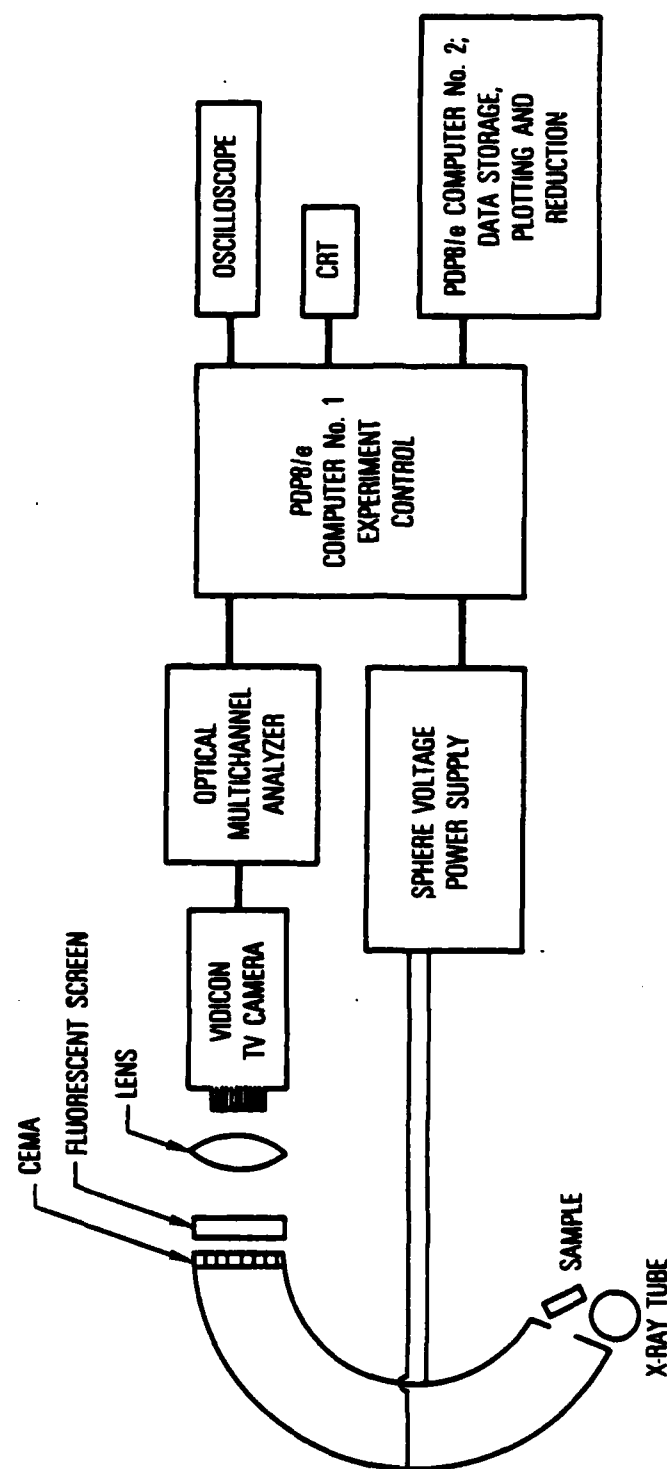 CEMA
FLUORESCENT SCREEN
LENS
VIDICON
TV CAMERA
OPTICAL
MULTICHANNEL
ANALYZER
PDP8/e
COMPUTER No. 1
EXPERIMENT
CONTROL
OSCILLOSCOPE
CRT
PDP8/e COMPUTER No. 2;
DATA STORAGE,
PLOTTING AND
REDUCTION
SPHERE VOLTAGE
POWER SUPPLY
SAMPLE
X-RAY TUBE